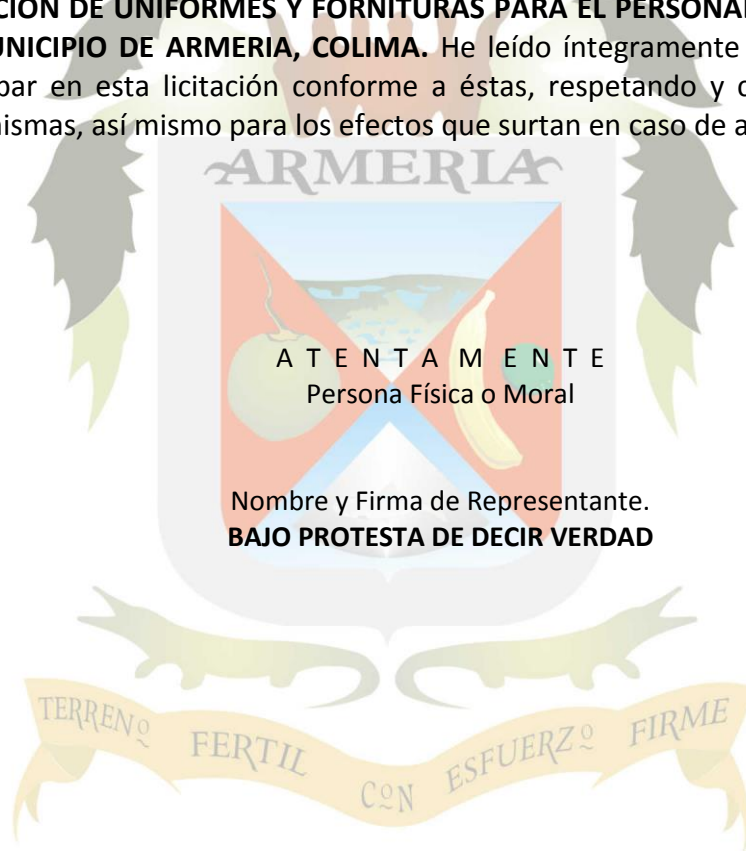 CIÓN DE UNIFORMES Y FORNITURAS PARA EL PERSONAL
UNICIPIO DE ARMERIA, COLIMA. He leído íntegramente
par en esta licitación conforme a éstas, respetando y
ismas, así mismo para los efectos que surtan en caso de a
ARMERIA
A T E N T A M E N T E
Persona Física o Moral
Nombre y Firma de Representante.
BAJO PROTESTA DE DECIR VERDAD
TERRENO FERTIL CON ESFUERZO FIRME